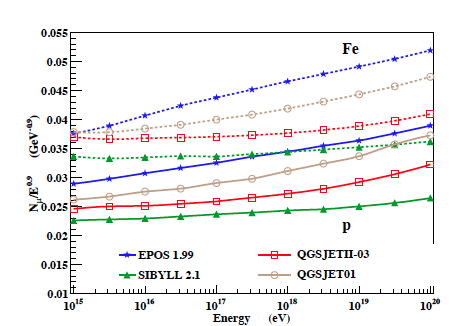 0.055
0.05
0.045
0.04
0.035
0.03
0.025
0.02
0.015
0.01
Nμ/E^0.9 (GeV^-0.9)
Fe
p
EPOS 1.99
QGSJETII-03
SIBYLL 2.1
QGSJET01
10^15 10^16 10^17 10^18 10^19 10^20
Energy (eV)